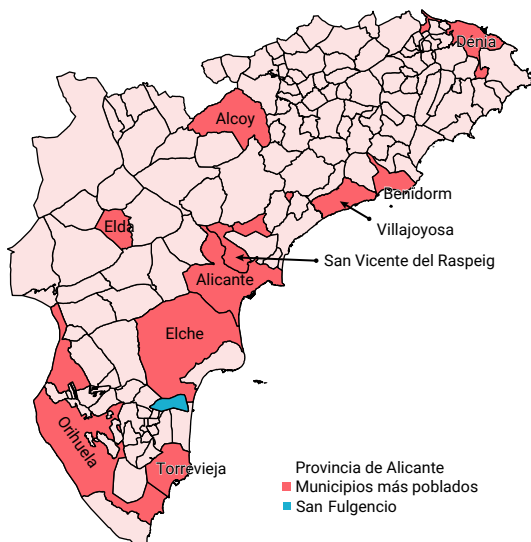 Dénia
Alcoy
Benidorm
Elda
Villajoyosa
San Vicente del Raspeig
Alicante
Elche
Orihuela
Torrevieja
Provincia de Alicante
Municipios más poblados
San Fulgencio